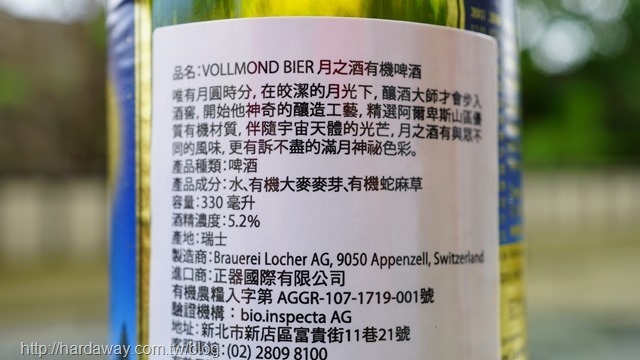 品名：VOLLMOND BIER 月之酒有機啤酒
唯有月圓時分，在皎潔的月光下，釀酒大師才會步入
酒窖，開始他神奇的釀造工藝，精選阿爾卑斯山區優
質有機材質，伴隨宇宙天體的光芒，月之酒有與眾不
同的風味，更有訴不盡的滿月神祕色彩。
產品種類：啤酒
產品成分：水、有機大麥麥芽、有機蛇麻草
容量：330 毫升
酒精濃度：5.2%
產地：瑞士
製造商：Brauerei Locher AG, 9050 Appenzell, Switzerland
進口商：正器國際有限公司
有機農糧入字第 AGGR-107-1719-001號
驗證機構：bio.inspecta AG
地址：新北市新店區富貴街11巷21號
(02) 2809 8100
http://hardaway.com.tw/blog